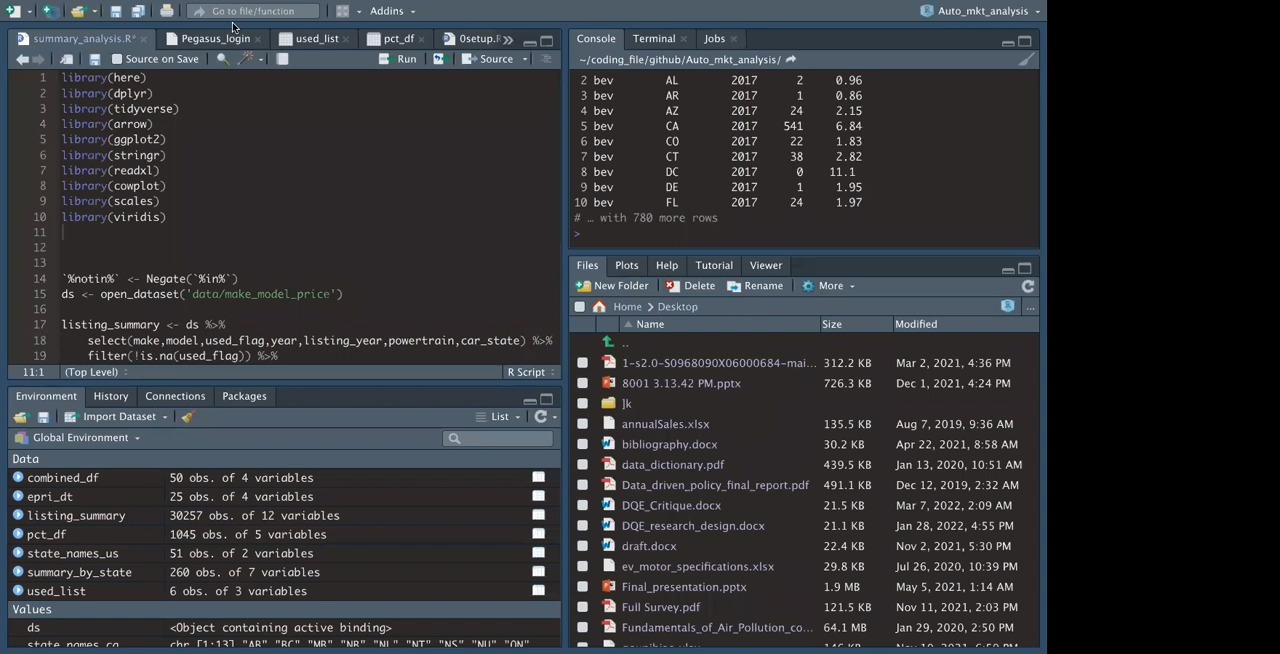 Go to file/function
Addins
Auto_mkt_analysis
summary_analysis.R*
Pegasus_login
used_list
pct_df
0setup.R
Source on Save
Run
Source
1 library(here)
2 library(dplyr)
3 library(tidyverse)
4 library(arrow)
5 library(ggplot2)
6 library(stringr)
7 library(readxl)
8 library(cowplot)
9 library(scales)
10 library(viridis)
11
12
13
14 `%notin%` <- Negate(`%in%`)
15 ds <- open_dataset('data/make_model_price')
16
17 listing_summary <- ds %>%
18 select(make,model,used_flag,year,listing_year,powertrain,car_state) %>%
19 filter(!is.na(used_flag)) %>%
11:1 (Top Level) R Script
Environment History Connections Packages
Import Dataset List
Global Environment
Data
combined_df 50 obs. of 4 variables
epri_dt 25 obs. of 4 variables
listing_summary 30257 obs. of 12 variables
pct_df 1045 obs. of 5 variables
state_names_us 51 obs. of 2 variables
summary_by_state 260 obs. of 7 variables
used_list 6 obs. of 3 variables
Values
ds <Object containing active binding>
state_names_ca chr [1:13] "AB" "BC" "MB" "NB" "NL" "NT" "NS" "NU" "ON"
Console Terminal Jobs
~/coding_file/github/Auto_mkt_analysis/
2 bev AL 2017 2 0.96
3 bev AR 2017 1 0.86
4 bev AZ 2017 24 2.15
5 bev CA 2017 541 6.84
6 bev CO 2017 22 1.83
7 bev CT 2017 38 2.82
8 bev DC 2017 0 11.1
9 bev DE 2017 1 1.95
10 bev FL 2017 24 1.97
# … with 780 more rows
>
Files Plots Help Tutorial Viewer
New Folder Delete Rename More
Home > Desktop
Name Size Modified
..
1-s2.0-S0968090X06000684-mai... 312.2 KB Mar 2, 2021, 4:36 PM
8001 3.13.42 PM.pptx 726.3 KB Dec 1, 2021, 4:24 PM
]k
annualSales.xlsx 135.5 KB Aug 7, 2019, 9:36 AM
bibliography.docx 30.2 KB Apr 22, 2021, 8:58 AM
data_dictionary.pdf 439.5 KB Jan 13, 2020, 10:51 AM
Data_driven_policy_final_report.pdf 491.1 KB Dec 12, 2019, 2:32 AM
DQE_Critique.docx 21.5 KB Mar 7, 2022, 2:09 AM
DQE_research_design.docx 21.1 KB Jan 28, 2022, 4:55 PM
draft.docx 22.4 KB Nov 2, 2021, 5:30 PM
ev_motor_specifications.xlsx 29.8 KB Jul 26, 2020, 10:39 PM
Final_presentation.pptx 1.9 MB May 5, 2021, 1:14 AM
Full Survey.pdf 121.5 KB Nov 11, 2021, 2:03 PM
Fundamentals_of_Air_Pollution_co... 64.1 MB Jan 29, 2020, 2:50 PM